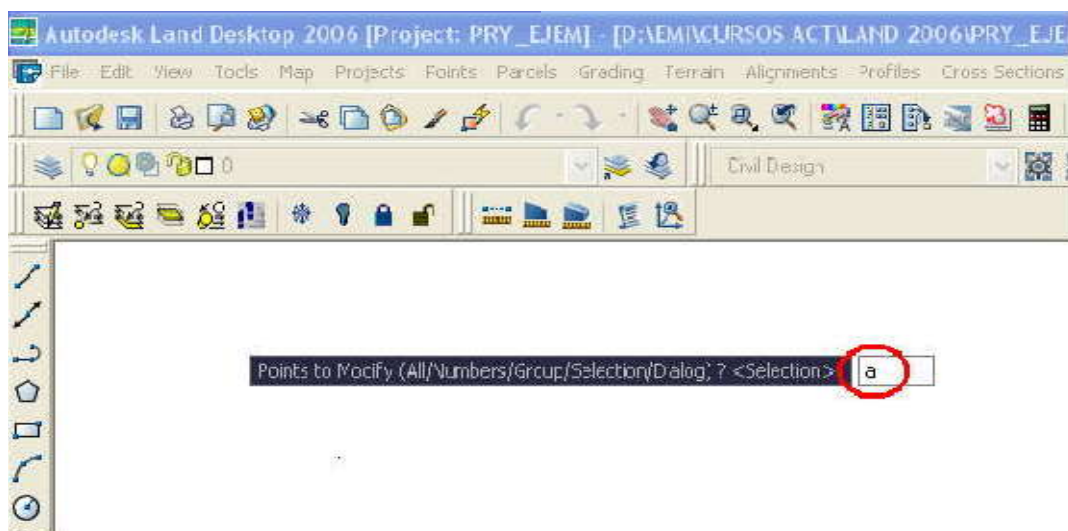 Autodesk Land Desktop 2006 [Project: PRY_EJEM] - [D:\EMI\CURSOS ACT\LAND 2006\PRY_EJE
File Edit View Tools Map Projects Points Parcels Grading Terrain Alignments Profiles Cross Sections
0 Civil Design
Points to Modify (All/Numbers/Group/Selection/Dialog) ? <Selection> a